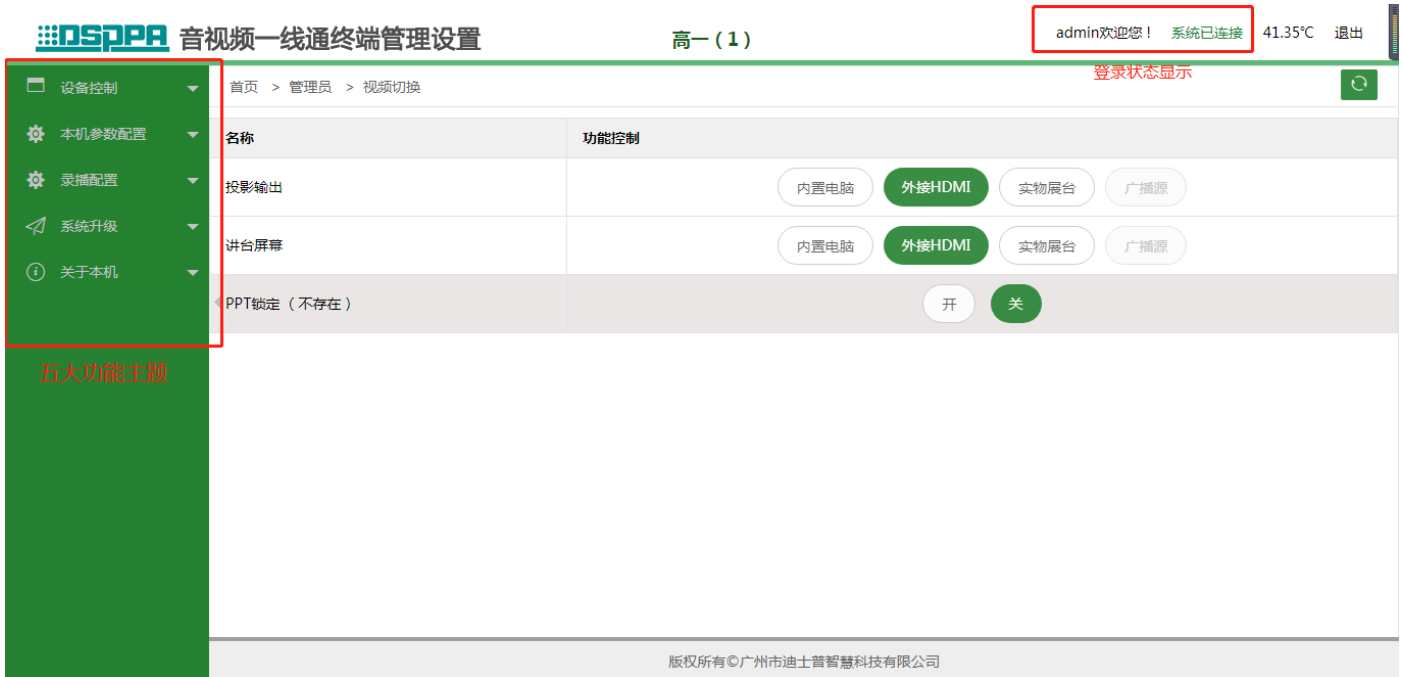 DSPPA 音视频一线通终端管理设置
高一(1)
admin欢迎您! 系统已连接 41.35℃ 退出
登录状态显示
设备控制
本机参数配置
录播配置
系统升级
关于本机
五大功能主题
首页 > 管理员 > 视频切换
名称 功能控制
投影输出 内置电脑 外接HDMI 实物展台 广播源
讲台屏幕 内置电脑 外接HDMI 实物展台 广播源
PPT锁定(不存在) 开 关
版权所有©广州市迪士普智慧科技有限公司